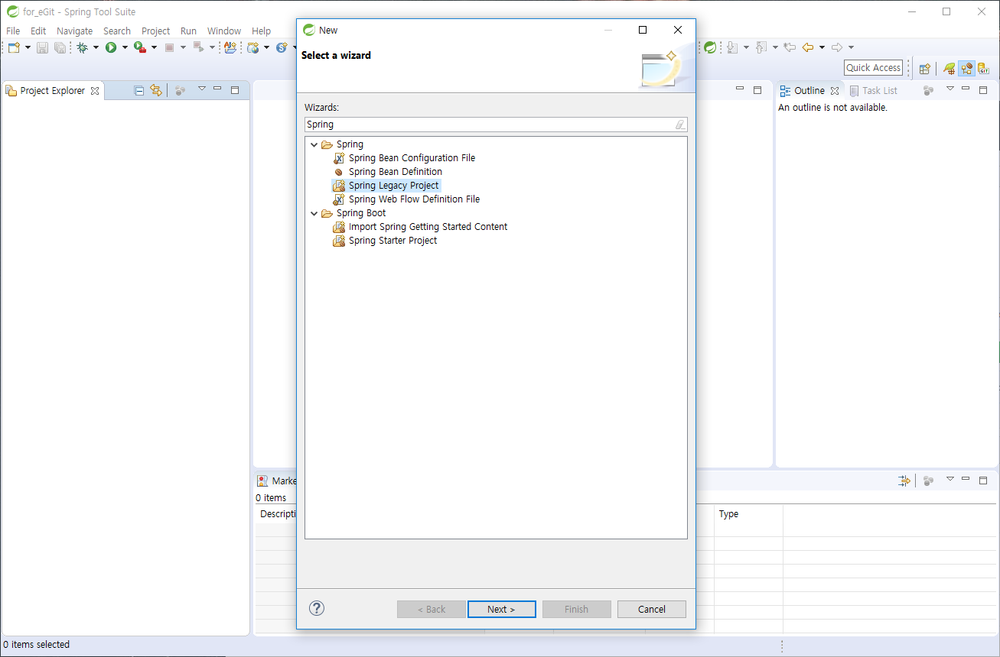 for_eGit - Spring Tool Suite
File Edit Navigate Search Project Run Window Help
Quick Access
GIT
Project Explorer
Outline
Task List
An outline is not available.
New
Select a wizard
Wizards:
Spring
Spring
Spring Bean Configuration File
Spring Bean Definition
Spring Legacy Project
Spring Web Flow Definition File
Spring Boot
Import Spring Getting Started Content
Spring Starter Project
< Back
Next >
Finish
Cancel
Marke
0 items
Descripti
Type
0 items selected